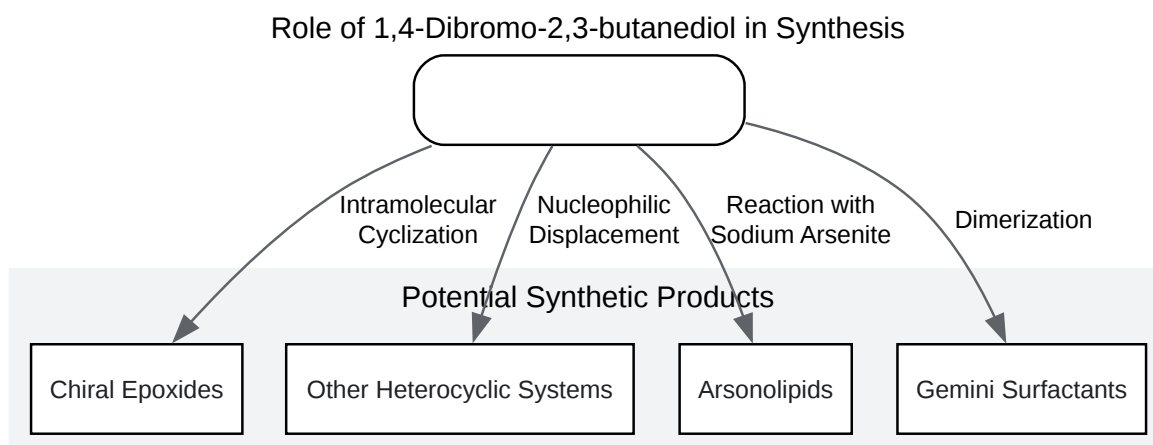 Role of 1,4-Dibromo-2,3-butanediol in Synthesis
Intramolecular
Cyclization
Nucleophilic
Displacement
Reaction with
Sodium Arsenite
Dimerization
Potential Synthetic Products
Chiral Epoxides
Other Heterocyclic Systems
Arsonolipids
Gemini Surfactants